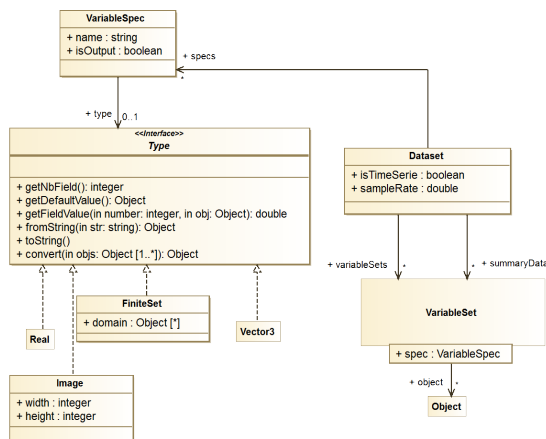 VariableSpec
+ name : string
+ isOutput : boolean
+ specs
*
+ type
0..1
<<Interface>>
Type
+ getNbField(): integer
+ getDefaultValue(): Object
+ getFieldValue(in number: integer, in obj: Object): double
+ fromString(in str: string): Object
+ toString()
+ convert(in objs: Object [1..*]): Object
Dataset
+ isTimeSerie : boolean
+ sampleRate : double
+ variableSets
*
*
+ summaryData
FiniteSet
+ domain : Object [*]
Real
Vector3
VariableSet
+ spec : VariableSpec
+ object
*
Object
Image
+ width : integer
+ height : integer